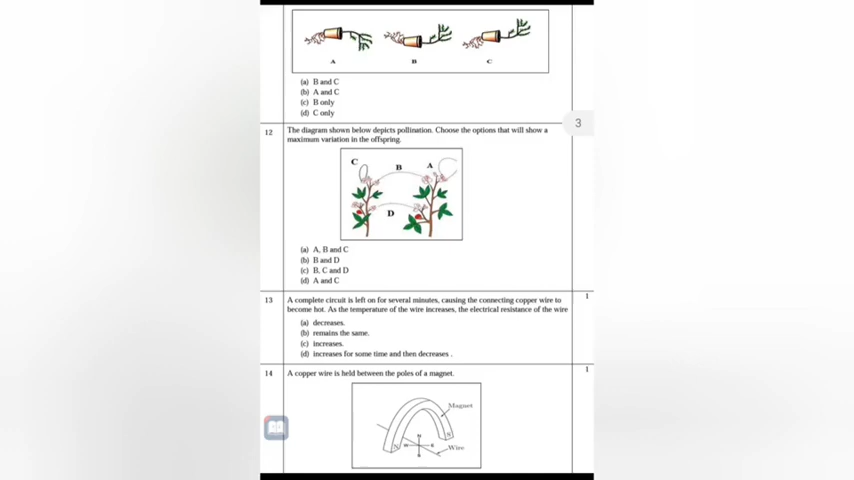 A B C
(a) B and C
(b) A and C
(c) B only
(d) C only
3
12 The diagram shown below depicts pollination. Choose the options that will show a
maximum variation in the offspring.
C B A
D
(a) A, B and C
(b) B and D
(c) B, C and D
(d) A and C
13 A complete circuit is left on for several minutes, causing the connecting copper wire to 1
become hot. As the temperature of the wire increases, the electrical resistance of the wire
(a) decreases.
(b) remains the same.
(c) increases.
(d) increases for some time and then decreases .
14 A copper wire is held between the poles of a magnet. 1
Magnet
N S
N
W E
S
Wire